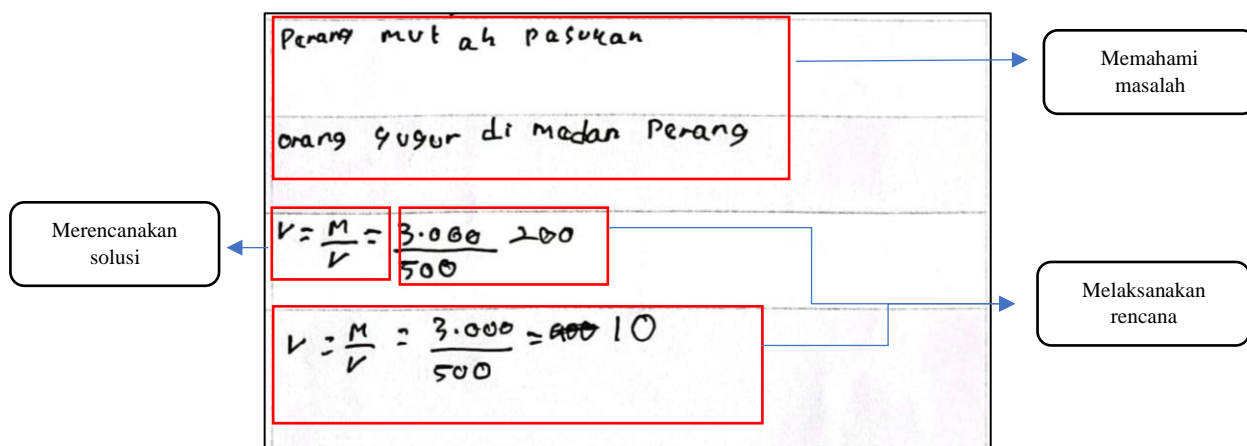 Perang mut ah pasukan
Memahami
masalah
orang gugur di medan Perang
Merencanakan
solusi
V = M/V = 3.000/500 200
Melaksanakan
rencana
V = M/V = 3.000/500 = 10